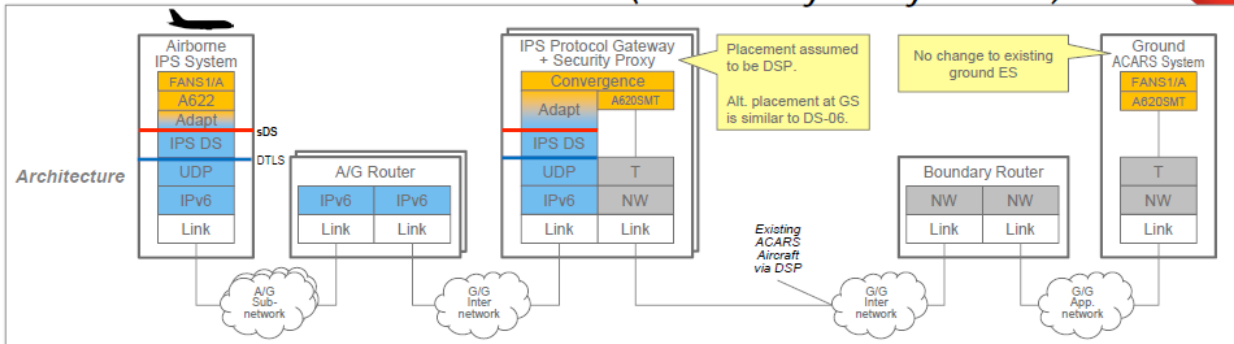 Airborne
IPS System
FANS1/A
A622
Adapt
sDS
IPS DS
DTLS
UDP
IPv6
Link
Architecture
A/G Router
IPv6 IPv6
Link Link
IPS Protocol Gateway
+ Security Proxy
Convergence
Adapt
A620SMT
IPS DS
UDP T
IPv6 NW
Link Link
Placement assumed
to be DSP.
Alt. placement at GS
is similar to DS-06.
No change to existing
ground ES
Ground
ACARS System
FANS1/A
A620SMT
T
NW
Link
Boundary Router
NW NW
Link Link
Existing
ACARS
Aircraft
via DSP
A/G
Sub-
network
G/G
Inter
network
G/G
Inter
network
G/G
App.
network